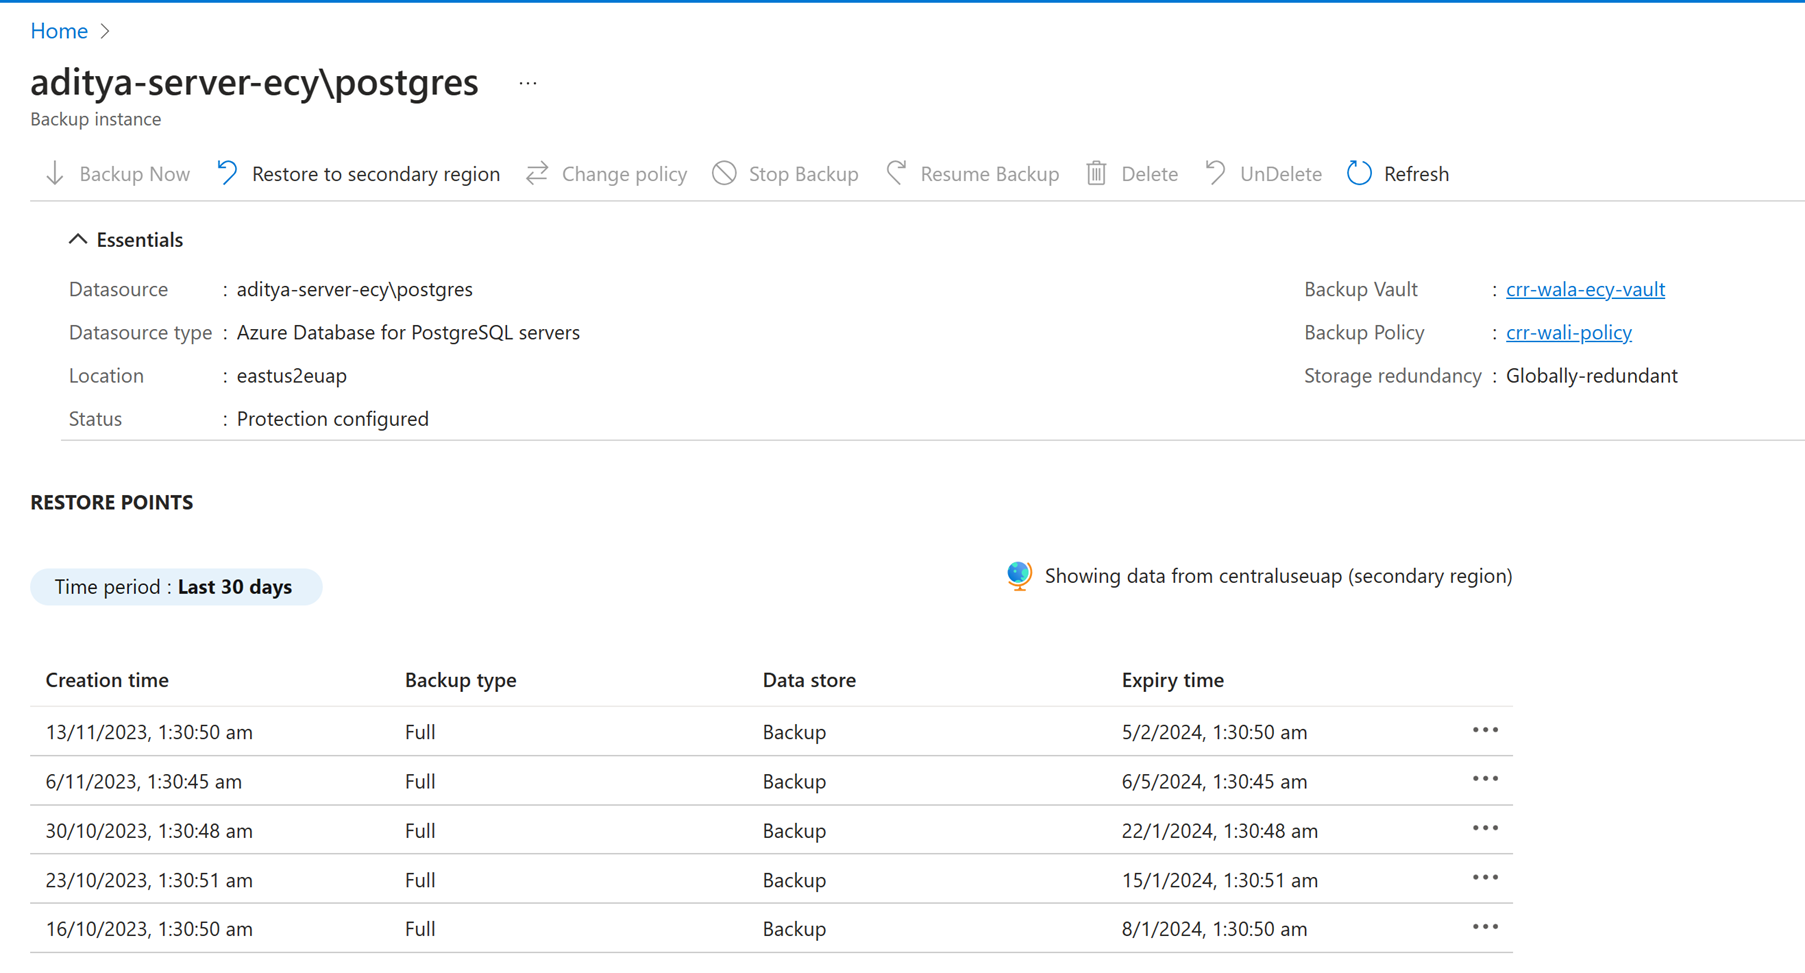 Home >
aditya-server-ecy\postgres ...
Backup instance
Backup Now Restore to secondary region Change policy Stop Backup Resume Backup Delete UnDelete Refresh
Essentials
Datasource : aditya-server-ecy\postgres Backup Vault : crr-wala-ecy-vault
Datasource type : Azure Database for PostgreSQL servers Backup Policy : crr-wali-policy
Location : eastus2euap Storage redundancy : Globally-redundant
Status : Protection configured
RESTORE POINTS
Time period : Last 30 days Showing data from centraluseuap (secondary region)
Creation time Backup type Data store Expiry time
13/11/2023, 1:30:50 am Full Backup 5/2/2024, 1:30:50 am ...
6/11/2023, 1:30:45 am Full Backup 6/5/2024, 1:30:45 am ...
30/10/2023, 1:30:48 am Full Backup 22/1/2024, 1:30:48 am ...
23/10/2023, 1:30:51 am Full Backup 15/1/2024, 1:30:51 am ...
16/10/2023, 1:30:50 am Full Backup 8/1/2024, 1:30:50 am ...